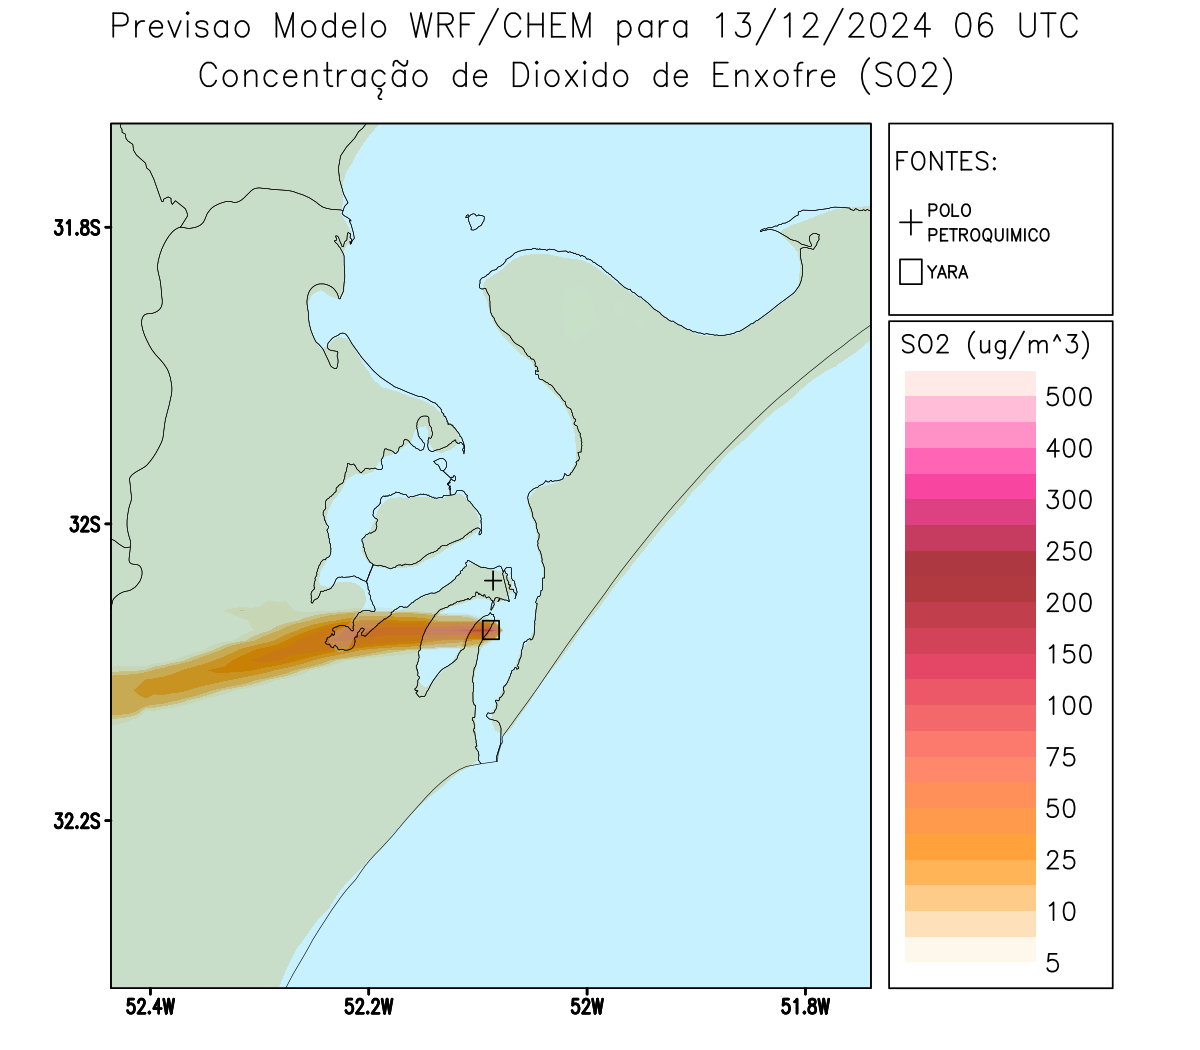 Previsao Modelo WRF/CHEM para 13/12/2024 06 UTC
Concentração de Dioxido de Enxofre (SO2)
FONTES:
POLO
PETROQUIMICO
YARA
31.8S
32S
32.2S
52.4W
52.2W
52W
51.8W
SO2 (ug/m^3)
500
400
300
250
200
150
100
75
50
25
10
5